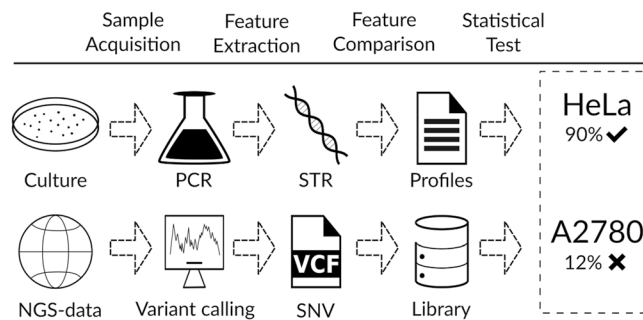 Sample
Acquisition
Feature
Extraction
Feature
Comparison
Statistical
Test
Culture
PCR
STR
Profiles
HeLa
90% ✔
NGS-data
Variant calling
VCF
SNV
Library
A2780
12% ✖